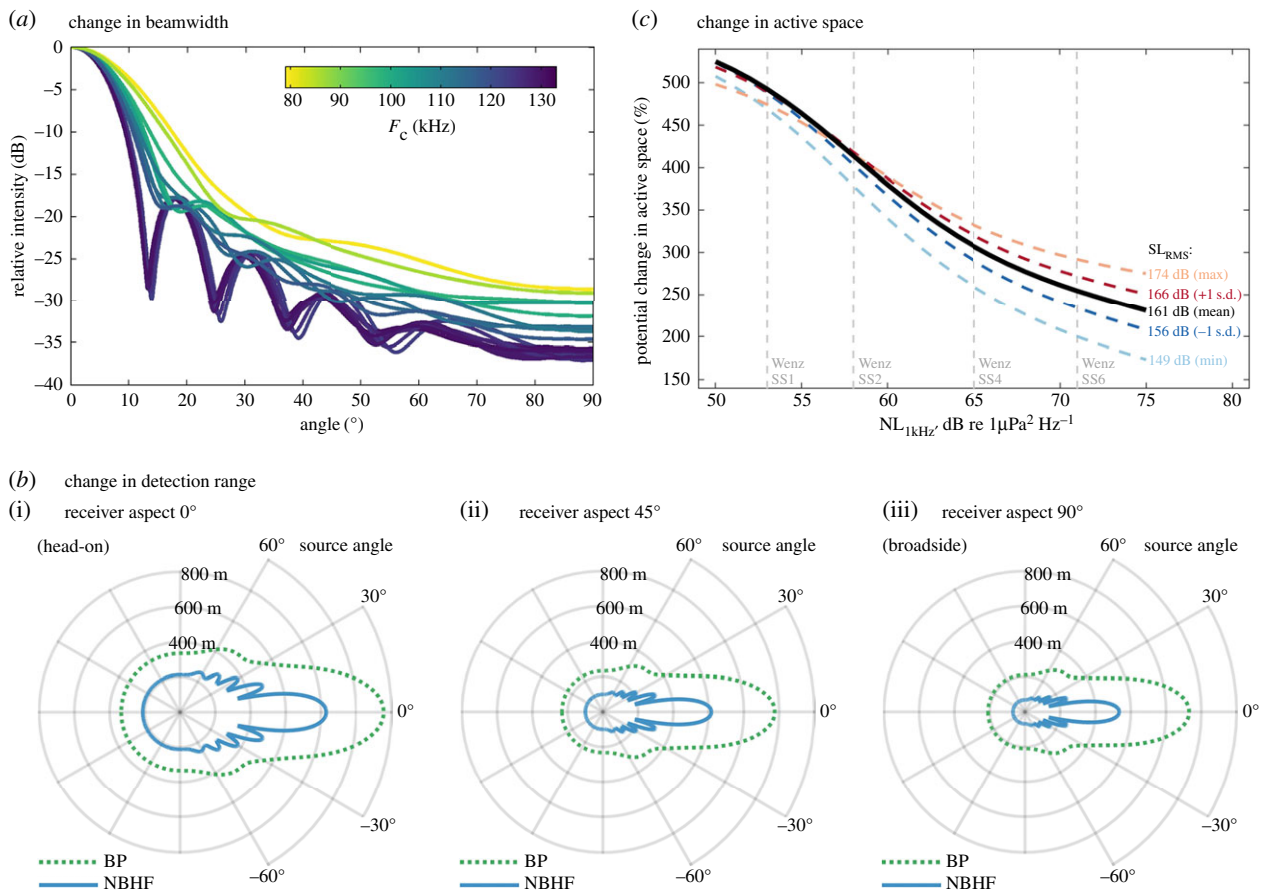 (a) change in beamwidth
0
−5
−10
−15
−20
−25
−30
−35
−40
relative intensity (dB)
80 90 100 110 120 130
Fc (kHz)
0 10 20 30 40 50 60 70 80 90
angle (°)
(c) change in active space
500
450
400
350
300
250
200
150
potential change in active space (%)
SLRMS:
174 dB (max)
166 dB (+1 s.d.)
161 dB (mean)
156 dB (−1 s.d.)
149 dB (min)
Wenz
SS1
Wenz
SS2
Wenz
SS4
Wenz
SS6
50 55 60 65 70 75 80
NL1kHz, dB re 1μPa² Hz⁻¹
(b) change in detection range
(i) receiver aspect 0°
(head-on)
60° source angle
800 m
30°
600 m
400 m
0°
−30°
−60°
BP
NBHF
(ii) receiver aspect 45°
60° source angle
800 m
30°
600 m
400 m
0°
−30°
−60°
BP
NBHF
(iii) receiver aspect 90°
(broadside)
60° source angle
800 m
30°
600 m
400 m
0°
−30°
−60°
BP
NBHF